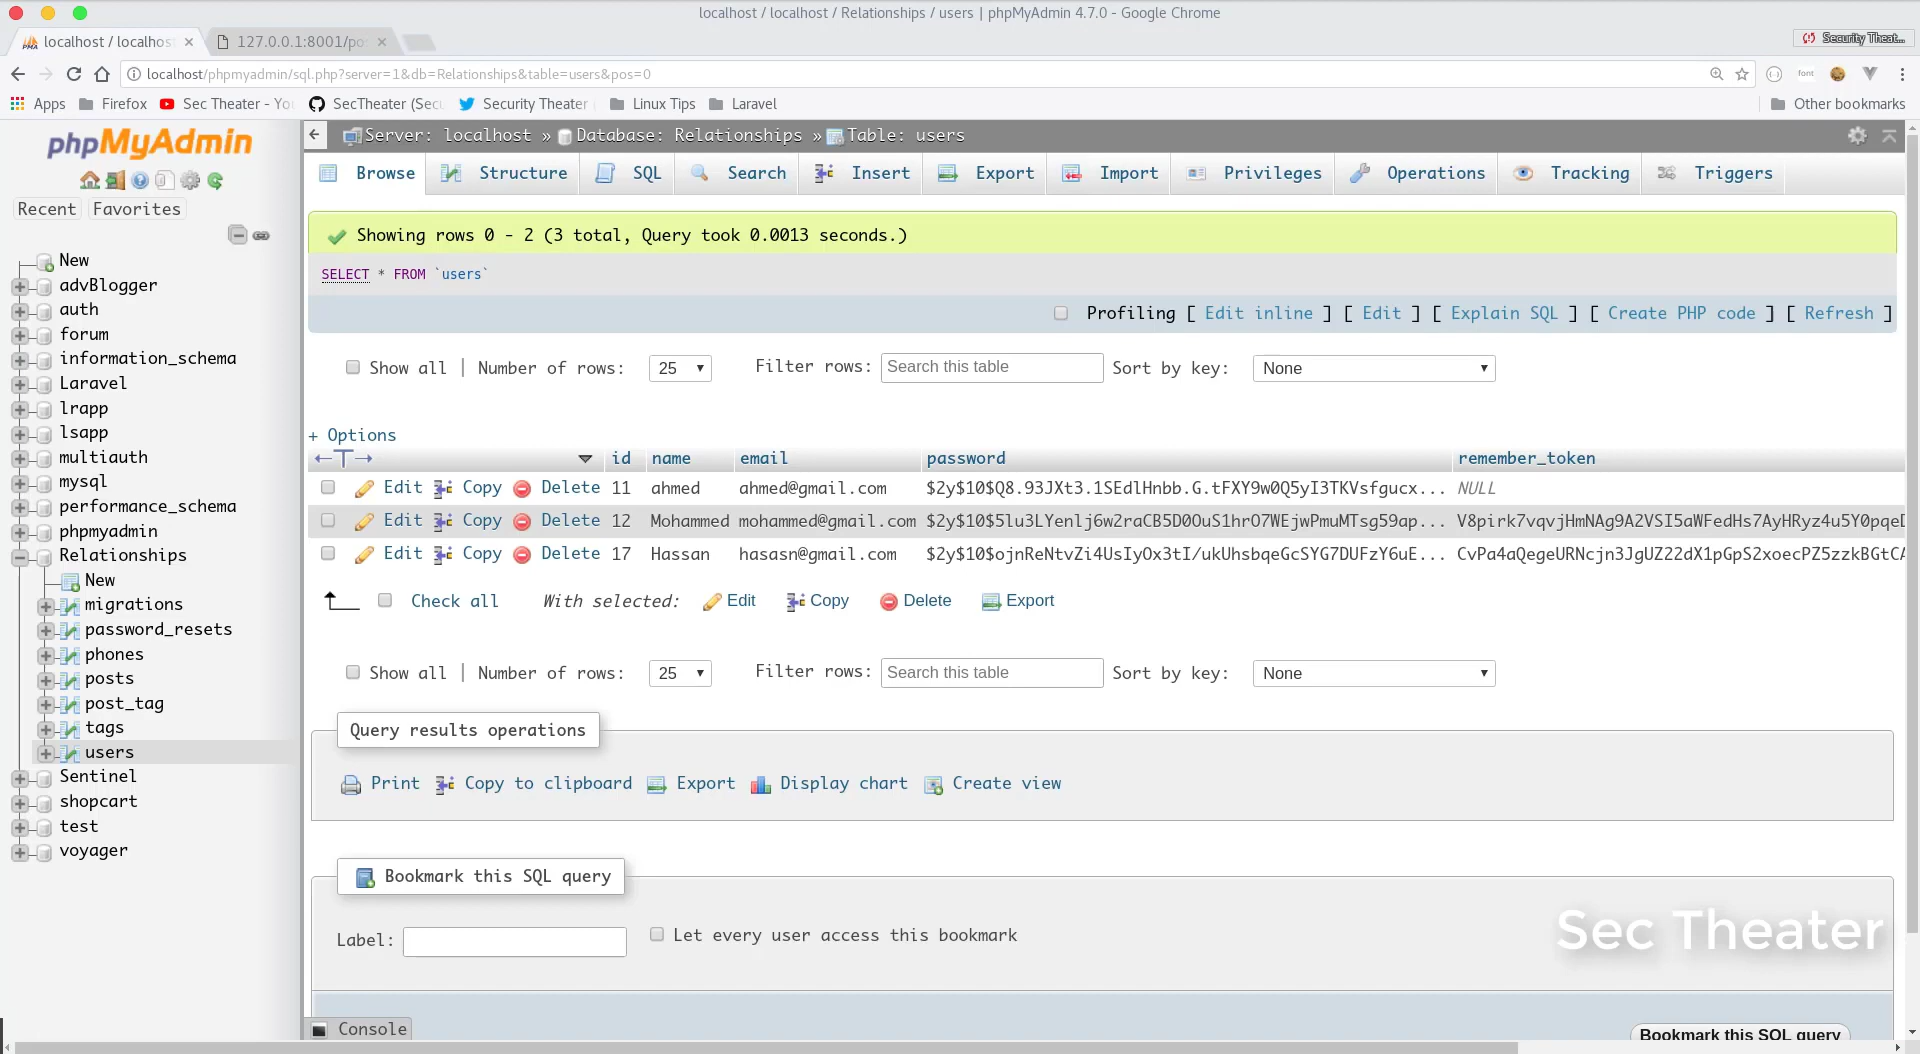 localhost / localhost / Relationships / users | phpMyAdmin 4.7.0 - Google Chrome
localhost / localhost
127.0.0.1:8001/po
Security Theat...
localhost/phpmyadmin/sql.php?server=1&db=Relationships&table=users&pos=0
font
Apps Firefox Sec Theater - You SecTheater (Sec Security Theater Linux Tips Laravel Other bookmarks
phpMyAdmin
Server: localhost » Database: Relationships » Table: users
Browse Structure SQL Search Insert Export Import Privileges Operations Tracking Triggers
Recent Favorites
New
advBlogger
auth
forum
information_schema
Laravel
lrapp
lsapp
multiauth
mysql
performance_schema
phpmyadmin
Relationships
New
migrations
password_resets
phones
posts
post_tag
tags
users
Sentinel
shopcart
test
voyager
Showing rows 0 - 2 (3 total, Query took 0.0013 seconds.)
SELECT * FROM `users`
Profiling [ Edit inline ] [ Edit ] [ Explain SQL ] [ Create PHP code ] [ Refresh ]
Show all | Number of rows: 25 Filter rows: Search this table Sort by key: None
+ Options
←T→ id name email password remember_token
Edit Copy Delete 11 ahmed ahmed@gmail.com $2y$10$Q8.93JXt3.1SEdlHnbb.G.tFXY9w0Q5yI3TKVsfgucx... NULL
Edit Copy Delete 12 Mohammed mohammed@gmail.com $2y$10$5lu3LYenlj6w2raCB5D0OuS1hrO7WEjwPmuMTsg59ap... V8pirk7vqvjHmNAg9A2VSI5aWFedHs7AyHRyz4u5Y0pqeD
Edit Copy Delete 17 Hassan hasasn@gmail.com $2y$10$ojnReNtvZi4UsIyOx3tI/ukUhsbqeGcSYG7DUFzY6uE... CvPa4aQegeURNcjn3JgUZ22dX1pGpS2xoecPZ5zzkBGtCA
Check all With selected: Edit Copy Delete Export
Show all | Number of rows: 25 Filter rows: Search this table Sort by key: None
Query results operations
Print Copy to clipboard Export Display chart Create view
Bookmark this SQL query
Label: Let every user access this bookmark
Sec Theater
Console
Bookmark this SQL query